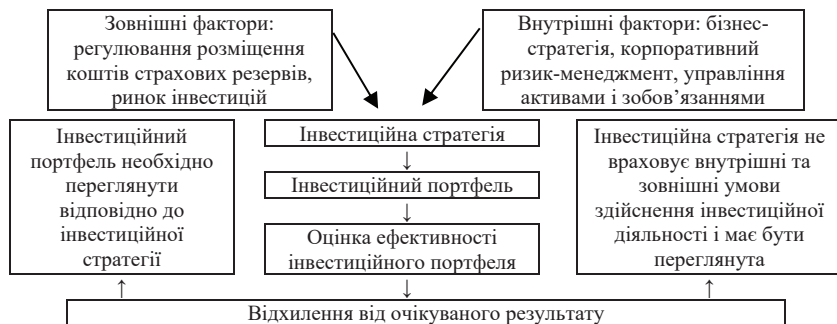 Зовнішні фактори:
регулювання розміщення
коштів страхових резервів,
ринок інвестицій
Внутрішні фактори: бізнес-
стратегія, корпоративний
ризик-менеджмент, управління
активами і зобов’язаннями
Інвестиційний
портфель необхідно
переглянути
відповідно до
інвестиційної
стратегії
Інвестиційна стратегія
↓
Інвестиційний портфель
↓
Оцінка ефективності
інвестиційного портфеля
Інвестиційна стратегія не
враховує внутрішні та
зовнішні умови
здійснення інвестиційної
діяльності і має бути
переглянута
↑ ↓ ↑
Відхилення від очікуваного результату